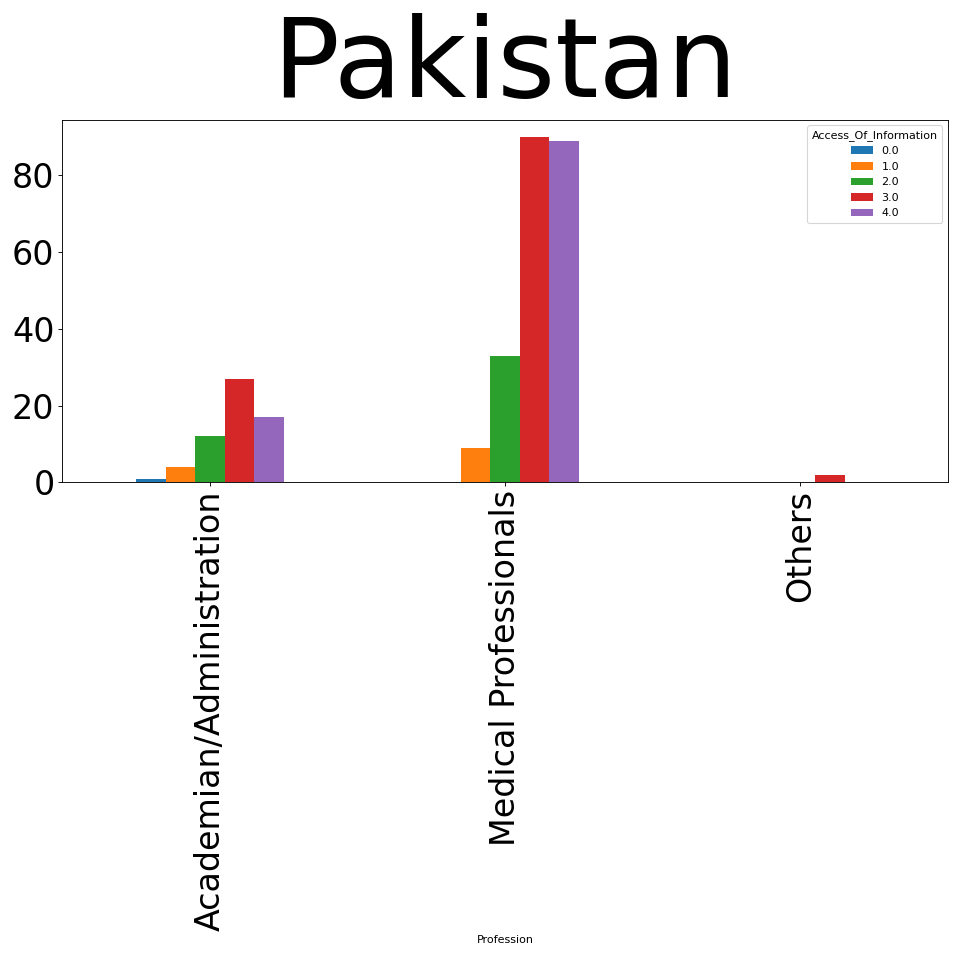 Pakistan
Access_Of_Information
0.0
1.0
2.0
3.0
4.0
80
60
40
20
0
Academian/Administration
Medical Professionals
Others
Profession